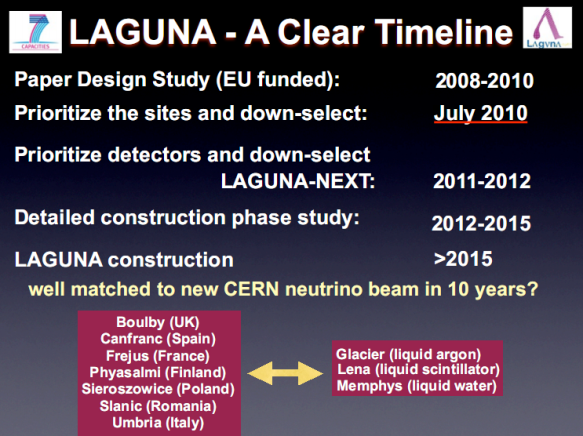 7
CAPACITIES
LAGUNA - A Clear Timeline
Laguna
Paper Design Study (EU funded): 2008-2010
Prioritize the sites and down-select: July 2010
Prioritize detectors and down-select
LAGUNA-NEXT: 2011-2012
Detailed construction phase study: 2012-2015
LAGUNA construction >2015
well matched to new CERN neutrino beam in 10 years?
Boulby (UK)
Canfranc (Spain)
Frejus (France)
Physasalmi (Finland)
Sieroszowice (Poland)
Slanic (Romania)
Umbria (Italy)
Glacier (liquid argon)
Lena (liquid scintillator)
Memphys (liquid water)